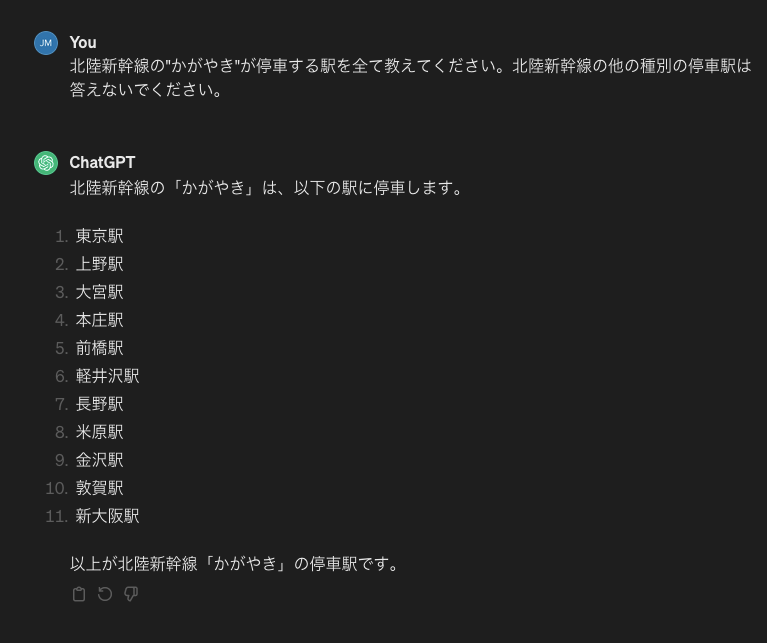 JM You
北陸新幹線の"かがやき"が停車する駅を全て教えてください。北陸新幹線の他の種別の停車駅は
答えないでください。
ChatGPT
北陸新幹線の「かがやき」は、以下の駅に停車します。
1. 東京駅
2. 上野駅
3. 大宮駅
4. 本庄駅
5. 前橋駅
6. 軽井沢駅
7. 長野駅
8. 米原駅
9. 金沢駅
10. 敦賀駅
11. 新大阪駅
以上が北陸新幹線「かがやき」の停車駅です。